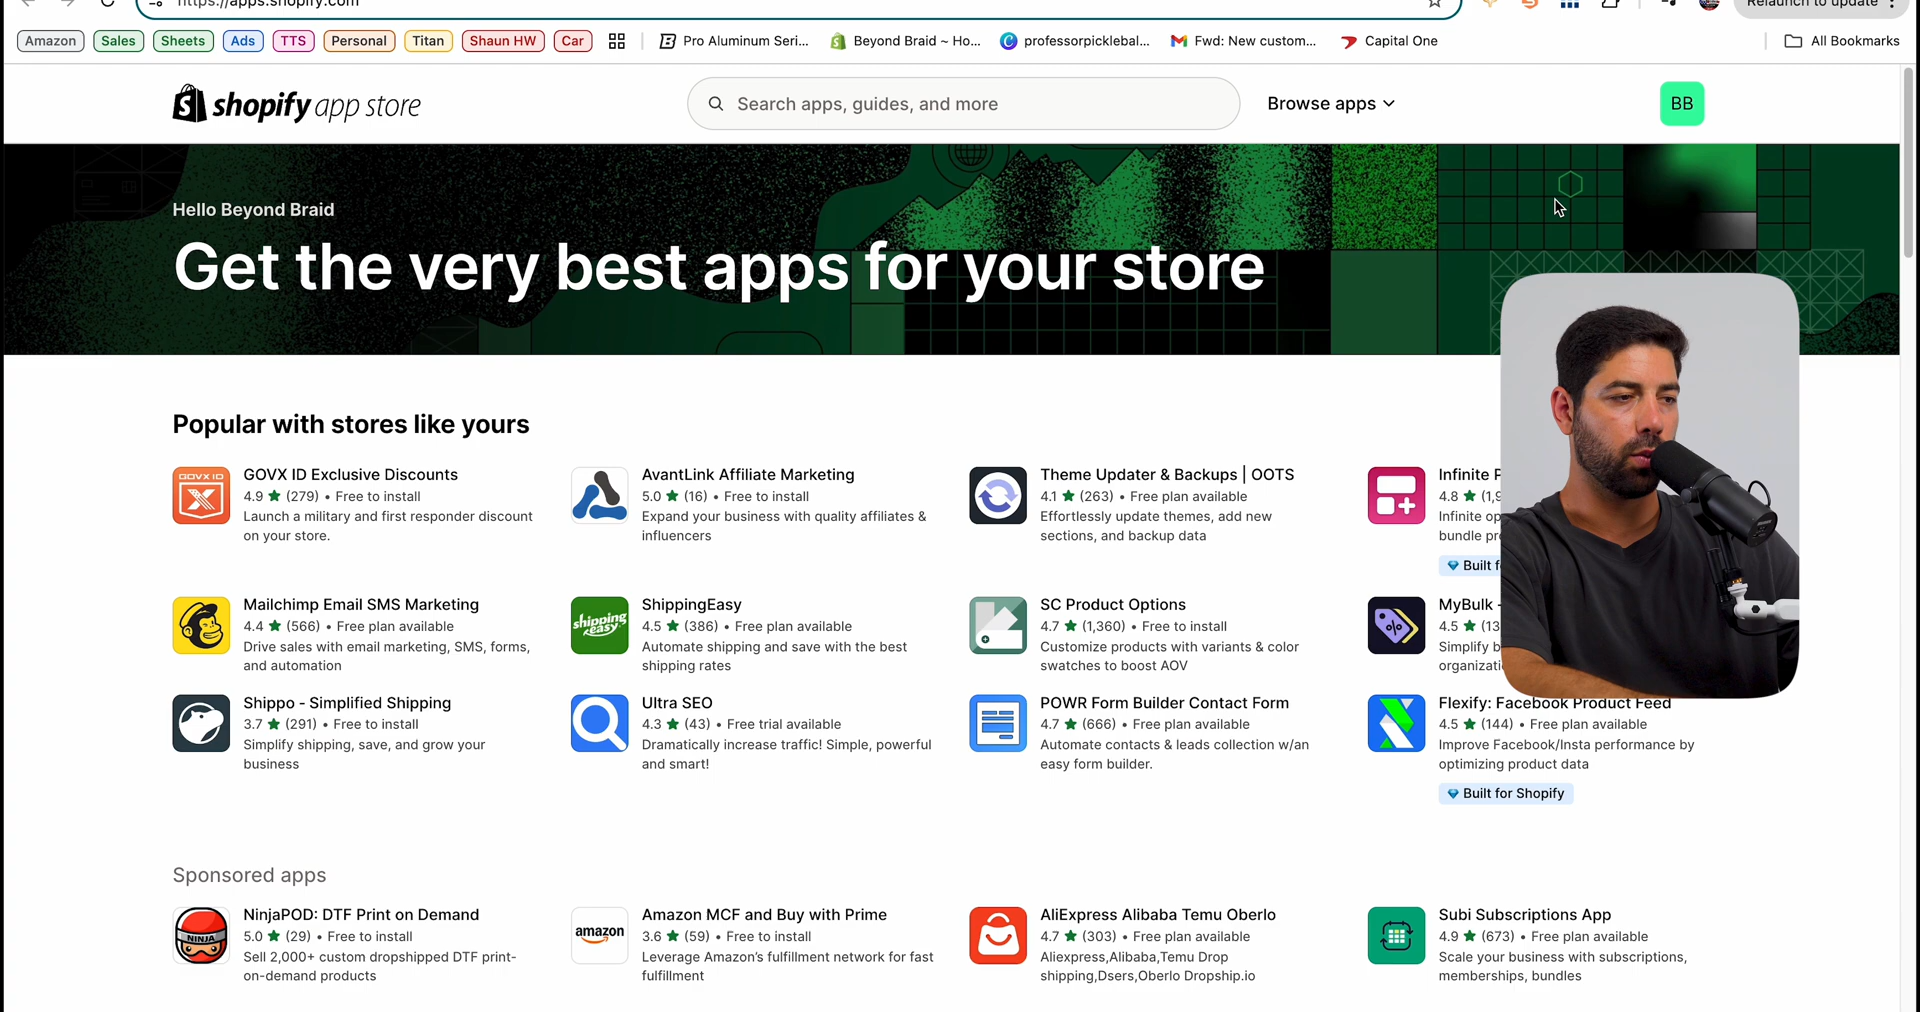 https://apps.shopify.com
Relaunch to update
Amazon
Sales
Sheets
Ads
TTS
Personal
Titan
Shaun HW
Car
Pro Aluminum Seri...
Beyond Braid ~ Ho...
professorpicklebal...
Fwd: New custom...
Capital One
All Bookmarks
shopify app store
Search apps, guides, and more
Browse apps
BB
Hello Beyond Braid
Get the very best apps for your store
Popular with stores like yours
GOVX ID
GOVX ID Exclusive Discounts
4.9 ★ (279) • Free to install
Launch a military and first responder discount
on your store.
AvantLink Affiliate Marketing
5.0 ★ (16) • Free to install
Expand your business with quality affiliates &
influencers
Theme Updater & Backups | OOTS
4.1 ★ (263) • Free plan available
Effortlessly update themes, add new
sections, and backup data
Infinite
4.8 ★
Infinite
bundle
Built
Mailchimp Email SMS Marketing
4.4 ★ (566) • Free plan available
Drive sales with email marketing, SMS, forms,
and automation
shipping easy
ShippingEasy
4.5 ★ (386) • Free plan available
Automate shipping and save with the best
shipping rates
SC Product Options
4.7 ★ (1,360) • Free to install
Customize products with variants & color
swatches to boost AOV
MyBulk -
4.5 ★
Simplify
Shippo - Simplified Shipping
3.7 ★ (291) • Free to install
Simplify shipping, save, and grow your
business
Ultra SEO
4.3 ★ (43) • Free trial available
Dramatically increase traffic! Simple, powerful
and smart!
POWR Form Builder Contact Form
4.7 ★ (666) • Free plan available
Automate contacts & leads collection w/an
easy form builder.
Flexify: Facebook Product Feed
4.5 ★ (144) • Free plan available
Improve Facebook/Insta performance by
optimizing product data
Built for Shopify
Sponsored apps
NINJA
NinjaPOD: DTF Print on Demand
5.0 ★ (29) • Free to install
Sell 2,000+ custom dropshipped DTF print-
on-demand products
amazon
Amazon MCF and Buy with Prime
3.6 ★ (59) • Free to install
Leverage Amazon's fulfillment network for fast
fulfillment
AliExpress Alibaba Temu Oberlo
4.7 ★ (303) • Free plan available
Aliexpress,Alibaba,Temu Drop
shipping,Dsers,Oberlo Dropship.io
Subi Subscriptions App
4.9 ★ (673) • Free plan available
Scale your business with subscriptions,
memberships, bundles